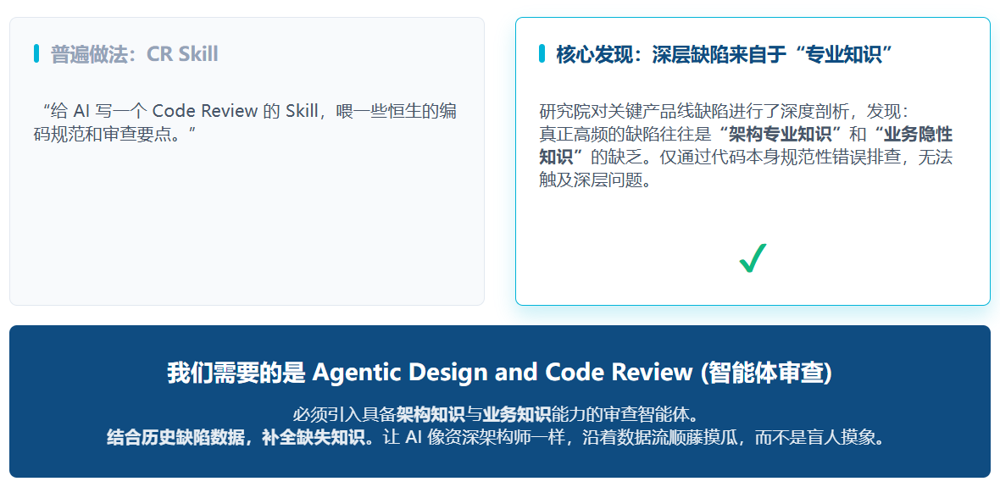 普遍做法：CR Skill
“给 AI 写一个 Code Review 的 Skill，喂一些恒生的编
码规范和审查要点。”
核心发现：深层缺陷来自于“专业知识”
研究院对关键产品线缺陷进行了深度剖析，发现：
真正高频的缺陷往往是“架构专业知识”和“业务隐性
知识”的缺乏。仅通过代码本身规范性错误排查，无法
触及深层问题。
我们需要的是 Agentic Design and Code Review (智能体审查)
必须引入具备架构知识与业务知识能力的审查智能体。
结合历史缺陷数据，补全缺失知识。让 AI 像资深架构师一样，沿着数据流顺藤摸瓜，而不是盲人摸象。